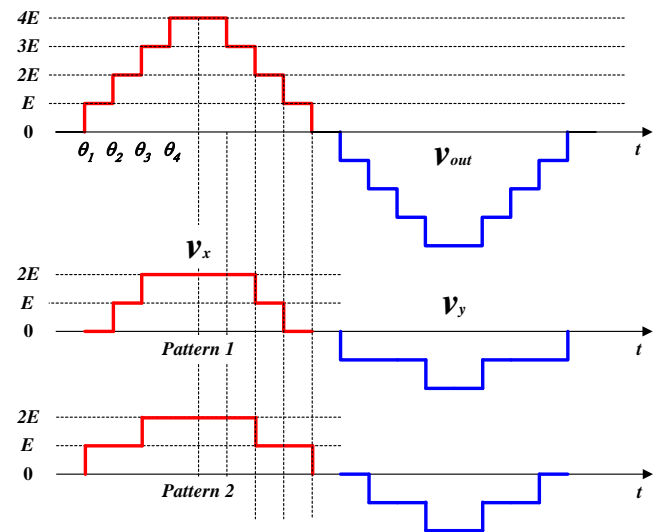 4E
3E
2E
E
0
θ1 θ2 θ3 θ4
vout
t
vx
2E
E
vy
0
Pattern 1
t
2E
E
0
Pattern 2
t